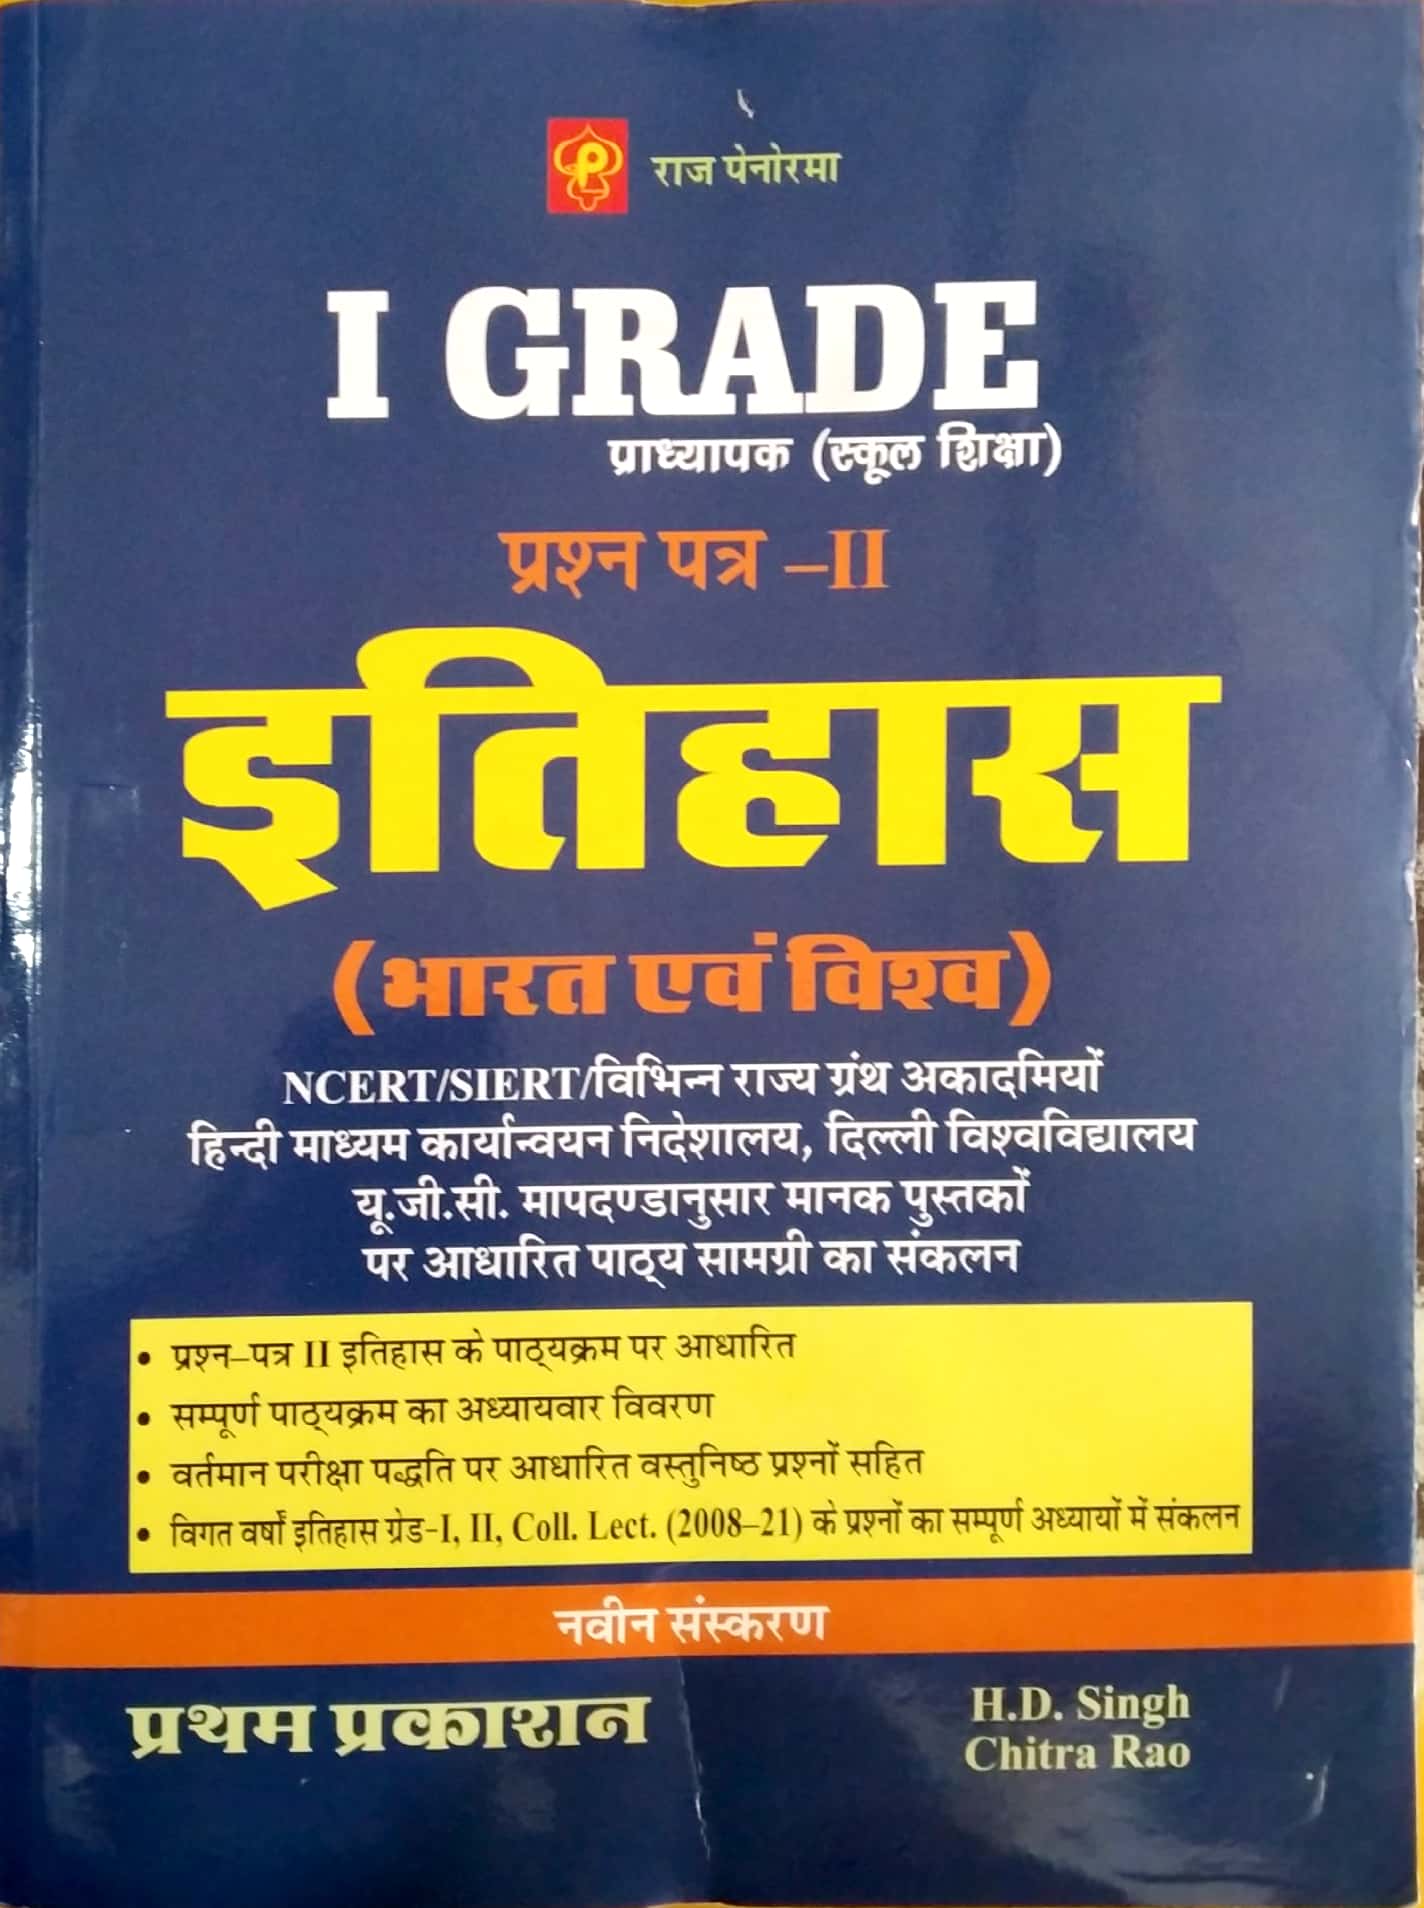 राज पेनोरमा
I GRADE
प्राध्यापक (स्कूल शिक्षा)
प्रश्न पत्र –II
इतिहास
(भारत एवं विश्व)
NCERT/SIERT/विभिन्न राज्य ग्रंथ अकादमियों
हिन्दी माध्यम कार्यान्वयन निदेशालय, दिल्ली विश्वविद्यालय
यू.जी.सी. मापदण्डानुसार मानक पुस्तकों
पर आधारित पाठ्य सामग्री का संकलन
• प्रश्न–पत्र II इतिहास के पाठ्यक्रम पर आधारित
• सम्पूर्ण पाठ्यक्रम का अध्यायवार विवरण
• वर्तमान परीक्षा पद्धति पर आधारित वस्तुनिष्ठ प्रश्नों सहित
• विगत वर्षों इतिहास ग्रेड-I, II, Coll. Lect. (2008–21) के प्रश्नों का सम्पूर्ण अध्यायों में संकलन
नवीन संस्करण
प्रथम प्रकाशन
H.D. Singh
Chitra Rao